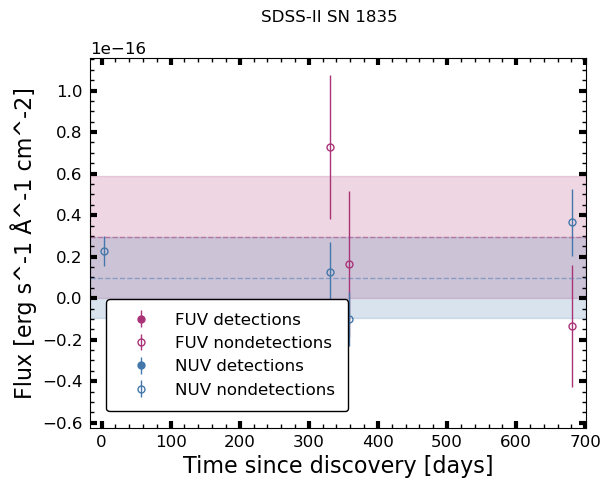 SDSS-II SN 1835
1e−16
Flux [erg s^-1 Å^-1 cm^-2]
1.0
0.8
0.6
0.4
0.2
0.0
−0.2
−0.4
−0.6
FUV detections
FUV nondetections
NUV detections
NUV nondetections
0 100 200 300 400 500 600 700
Time since discovery [days]